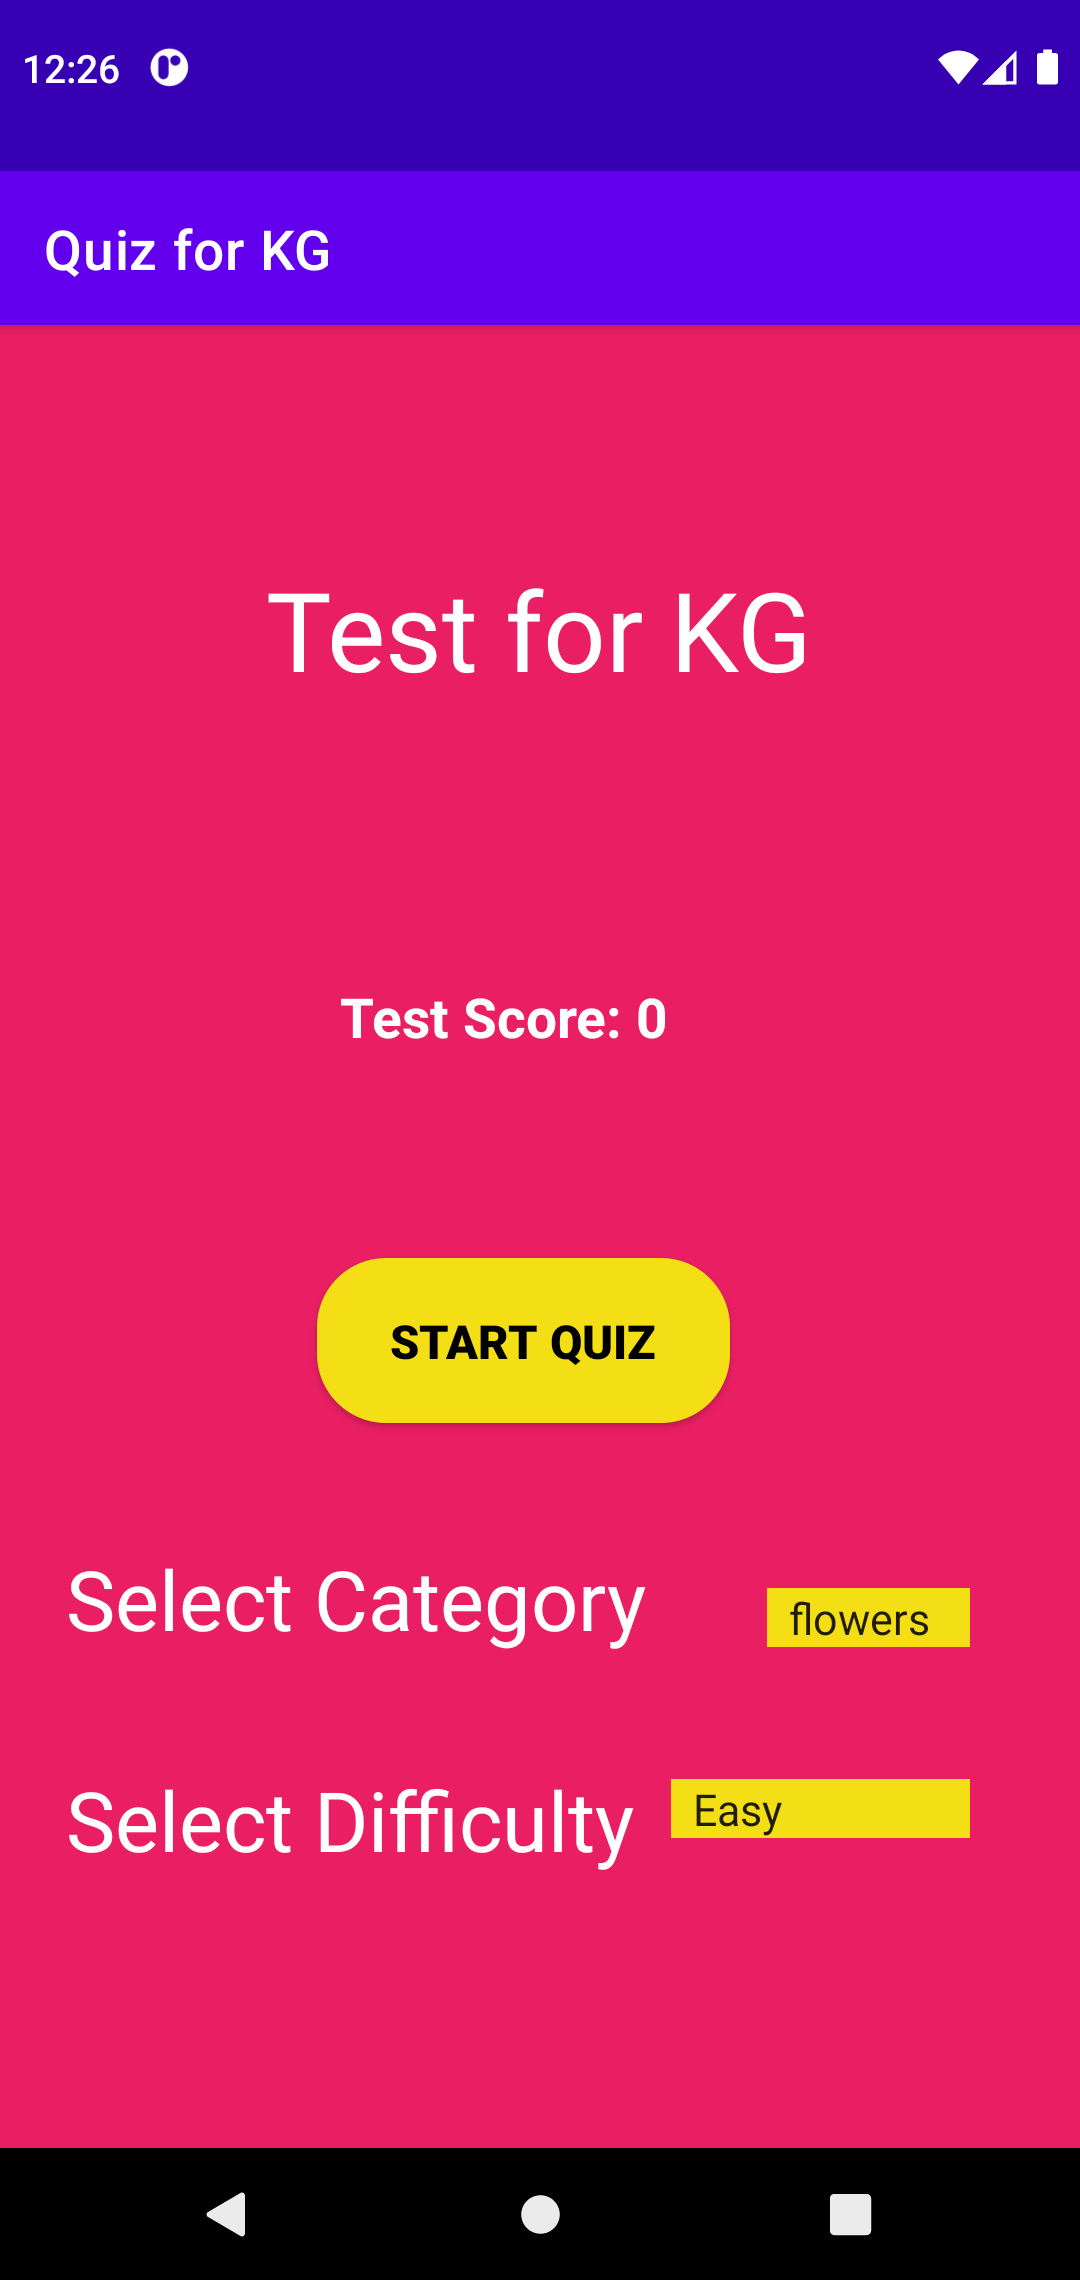 12:26
Quiz for KG
Test for KG
Test Score: 0
START QUIZ
Select Category
flowers
Select Difficulty
Easy